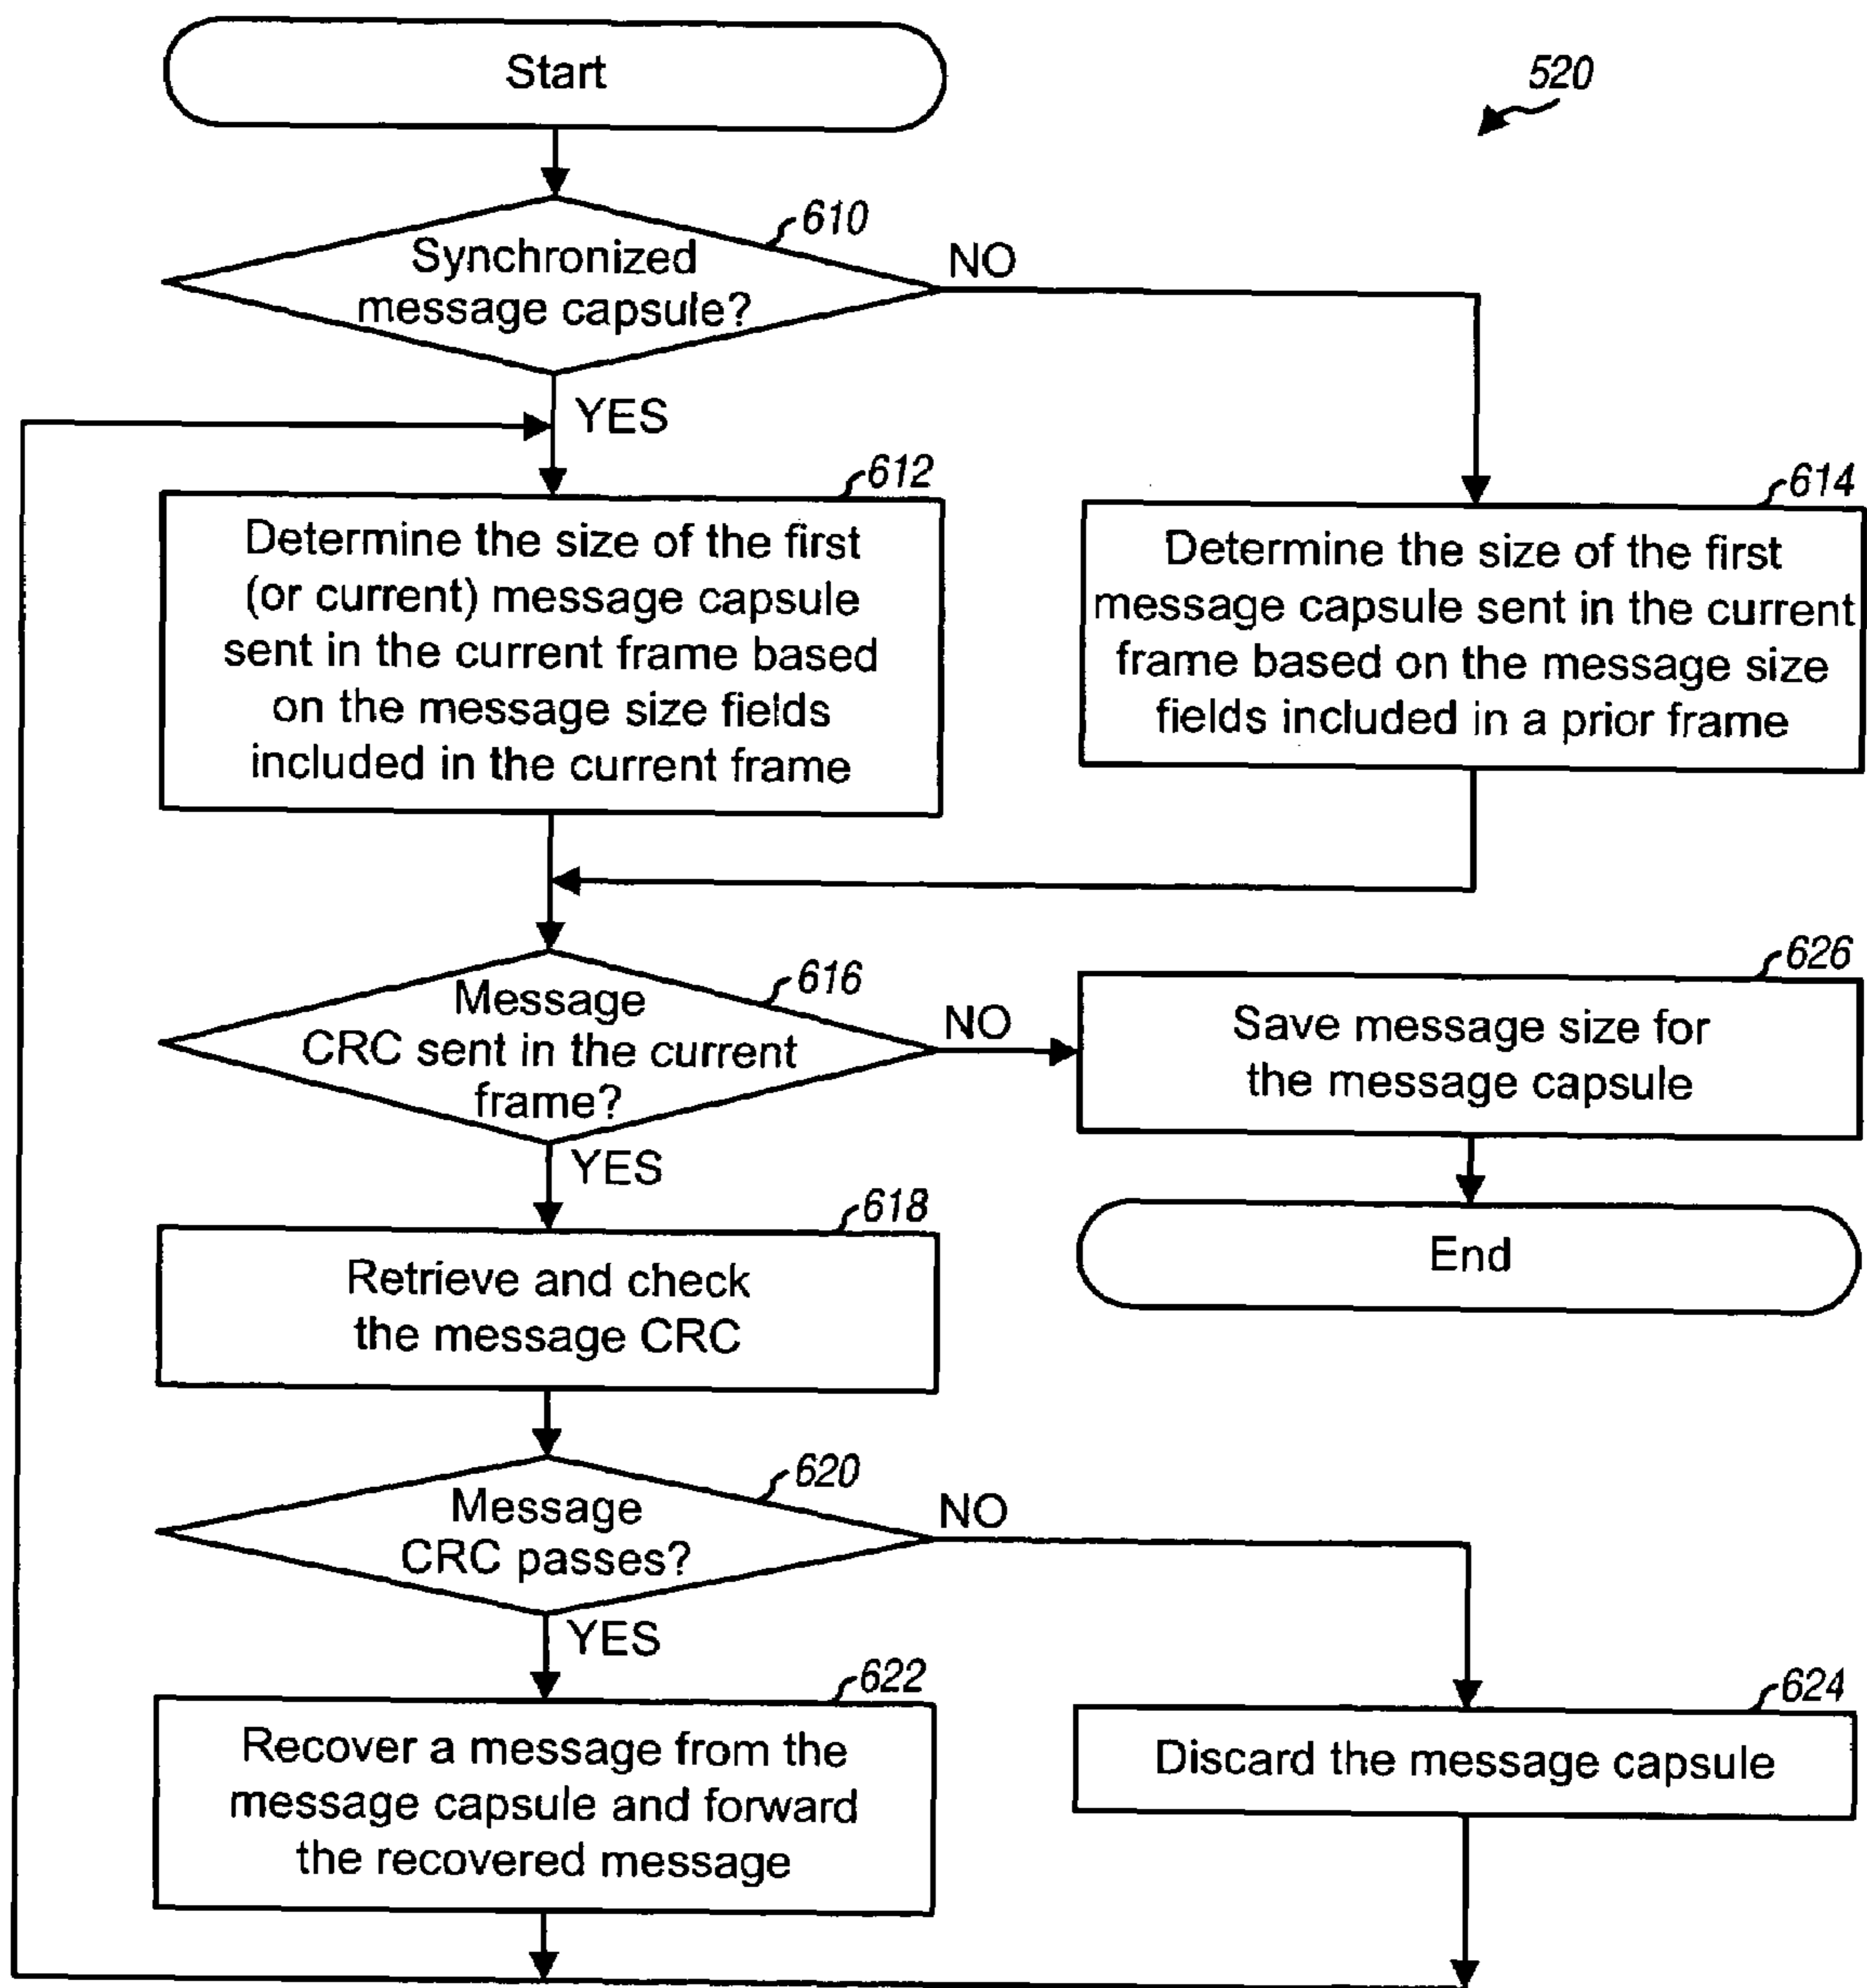 Start
520
610
Synchronized
message capsule?
NO
YES
612
Determine the size of the first
(or current) message capsule
sent in the current frame based
on the message size fields
included in the current frame
614
Determine the size of the first
message capsule sent in the current
frame based on the message size
fields included in a prior frame
616
Message
CRC sent in the current
frame?
NO
626
Save message size for
the message capsule
YES
End
618
Retrieve and check
the message CRC
620
Message
CRC passes?
NO
YES
622
Recover a message from the
message capsule and forward
the recovered message
624
Discard the message capsule